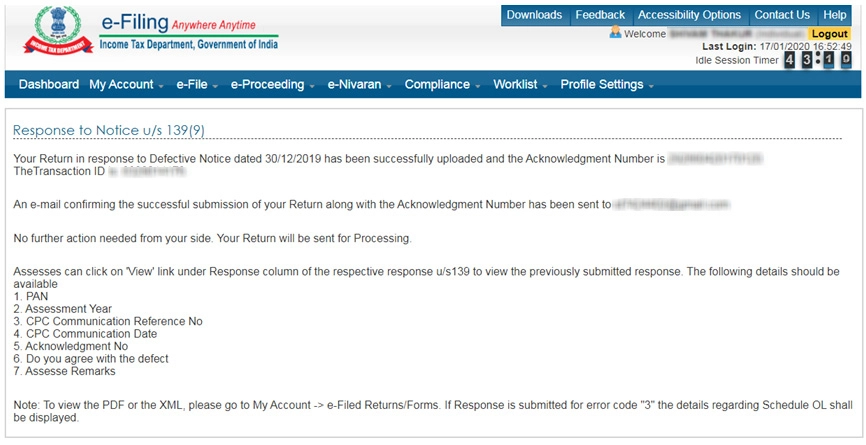 e-Filing Anywhere Anytime
Income Tax Department, Government of India
INCOME TAX DEPARTMENT
Downloads Feedback Accessibility Options Contact Us Help
Welcome Logout
Last Login: 17/01/2020 16:52:49
Idle Session Timer 4 3 : 1 0
Dashboard My Account e-File e-Proceeding e-Nivaran Compliance Worklist Profile Settings
Response to Notice u/s 139(9)
Your Return in response to Defective Notice dated 30/12/2019 has been successfully uploaded and the Acknowledgment Number is
TheTransaction ID
An e-mail confirming the successful submission of your Return along with the Acknowledgment Number has been sent to
No further action needed from your side. Your Return will be sent for Processing.
Assesses can click on 'View' link under Response column of the respective response u/s139 to view the previously submitted response. The following details should be
available
1. PAN
2. Assessment Year
3. CPC Communication Reference No
4. CPC Communication Date
5. Acknowledgment No
6. Do you agree with the defect
7. Assesse Remarks
Note: To view the PDF or the XML, please go to My Account -> e-Filed Returns/Forms. If Response is submitted for error code "3" the details regarding Schedule OL shall
be displayed.